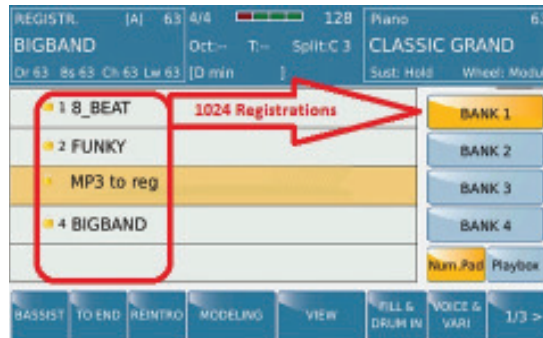 REGISTR. [A] 63 4/4 128 Piano
BIGBAND Oct:-- T:-- Split:C 3 CLASSIC GRAND
Dr 63 Bs 63 Ch 63 Lw 63 [D min ] Sust: Hold Wheel: Modu
1 8_BEAT 1024 Registrations BANK 1
2 FUNKY BANK 2
MP3 to reg BANK 3
4 BIGBAND BANK 4
Num.Pad Playbox
BASSIST TO END REINTRO MODELING VIEW FILL & DRUM IN VOICE & VARI 1/3 >